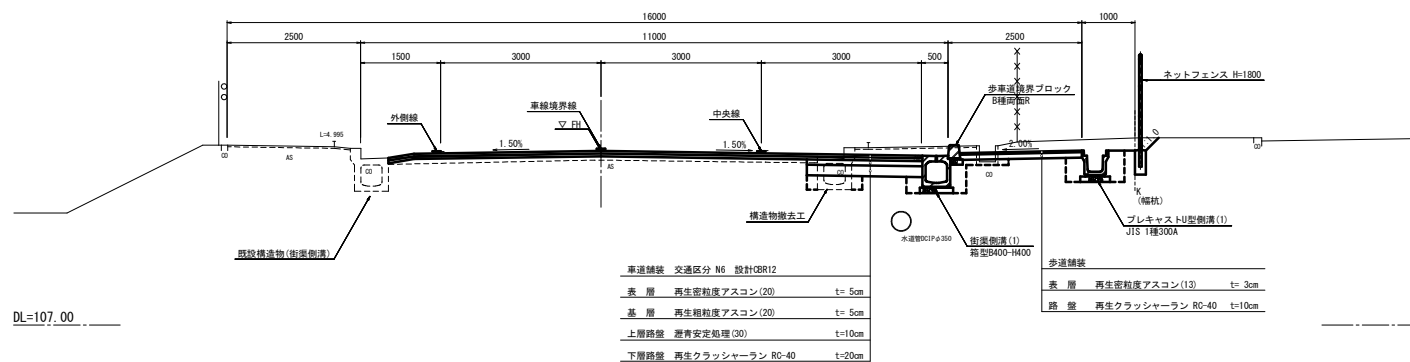 16000
1000
2500
11000
2500
1500
3000
3000
3000
500
ネットフェンス H=1800
歩車道境界ブロック
B種両面R
車線境界線
中央線
外側線
▽ FH
L=4.995
1.50%
1.50%
2.00%
1:0
CO
AS
CO
AS
CO
CO
CO
K
(幅杭)
構造物撤去工
プレキャストU型側溝(1)
JIS 1種300A
水道管DCIPφ350
街渠側溝(1)
箱型B400-H400
既設構造物(街渠側溝)
車道舗装 交通区分 N6 設計CBR12
表 層 再生密粒度アスコン(20) t= 5cm
基 層 再生粗粒度アスコン(20) t= 5cm
上層路盤 瀝青安定処理(30) t=10cm
下層路盤 再生クラッシャーラン RC-40 t=20cm
歩道舗装
表 層 再生密粒度アスコン(13) t= 3cm
路 盤 再生クラッシャーラン RC-40 t=10cm
DL=107.00